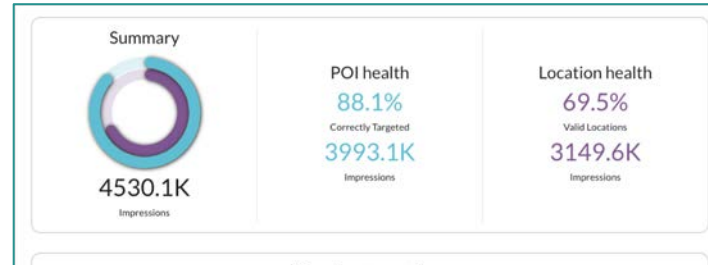 Summary
4530.1K
Impressions
POI health
88.1%
Correctly Targeted
3993.1K
Impressions
Location health
69.5%
Valid Locations
3149.6K
Impressions